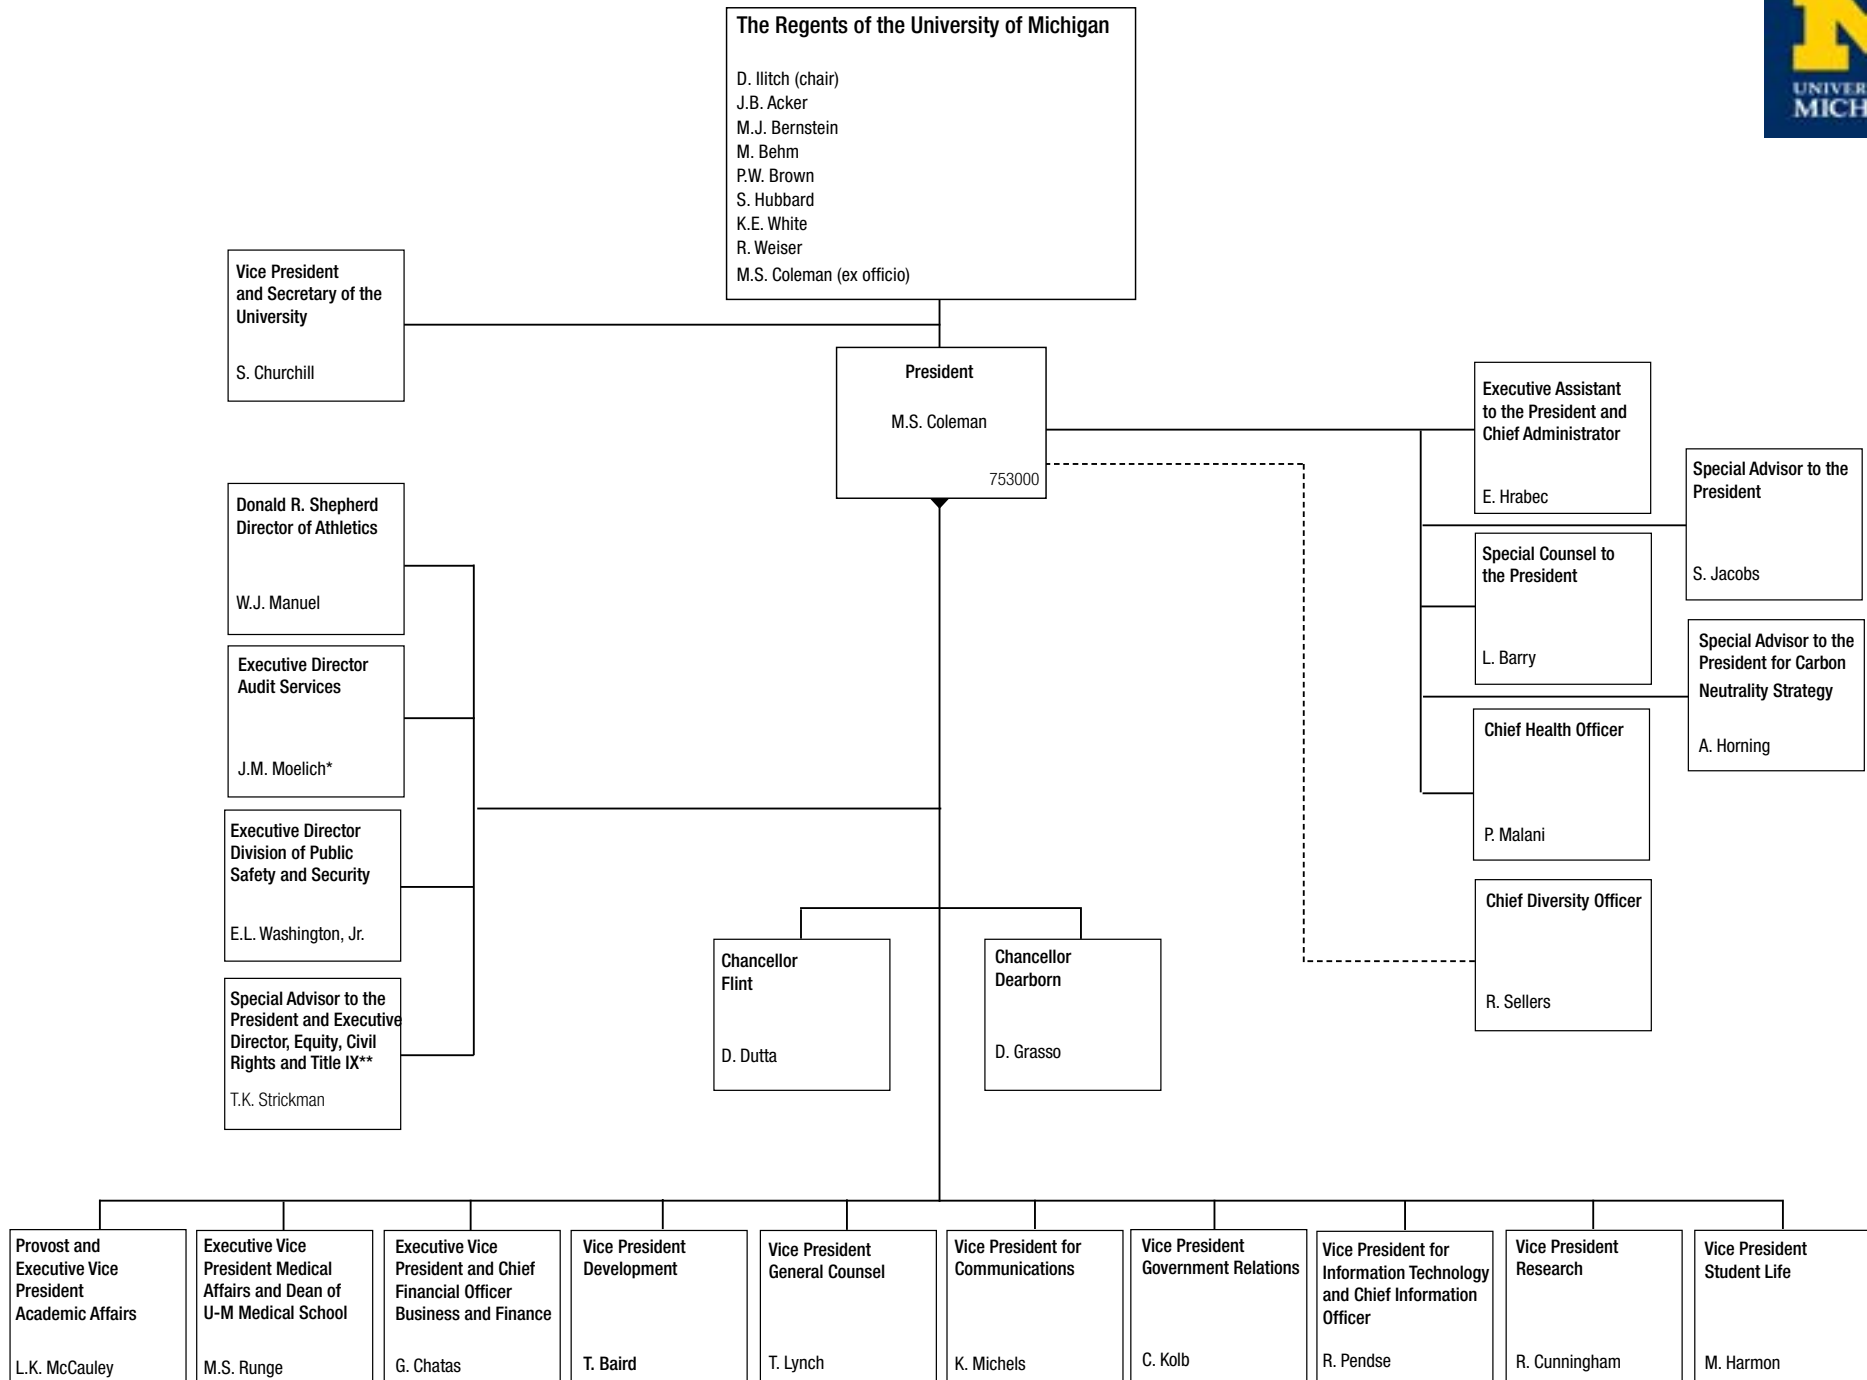 The Regents of the University of Michigan
D. Ilitch (chair)
J.B. Acker
M.J. Bernstein
M. Behm
P.W. Brown
S. Hubbard
K.E. White
R. Weiser
M.S. Coleman (ex officio)
Vice President
and Secretary of the
University
S. Churchill
President
M.S. Coleman
753000
Executive Assistant
to the President and
Chief Administrator
E. Hrabec
Special Advisor to the
President
S. Jacobs
Special Counsel to
the President
L. Barry
Special Advisor to the
President for Carbon
Neutrality Strategy
A. Horning
Chief Health Officer
P. Malani
Chief Diversity Officer
R. Sellers
Donald R. Shepherd
Director of Athletics
W.J. Manuel
Executive Director
Audit Services
J.M. Moelich*
Executive Director
Division of Public
Safety and Security
E.L. Washington, Jr.
Special Advisor to the
President and Executive
Director, Equity, Civil
Rights and Title IX**
T.K. Strickman
Chancellor
Flint
D. Dutta
Chancellor
Dearborn
D. Grasso
Provost and
Executive Vice
President
Academic Affairs
L.K. McCauley
Executive Vice
President Medical
Affairs and Dean of
U-M Medical School
M.S. Runge
Executive Vice
President and Chief
Financial Officer
Business and Finance
G. Chatas
Vice President
Development
T. Baird
Vice President
General Counsel
T. Lynch
Vice President for
Communications
K. Michels
Vice President
Government Relations
C. Kolb
Vice President for
Information Technology
and Chief Information
Officer
R. Pendse
Vice President
Research
R. Cunningham
Vice President
Student Life
M. Harmon